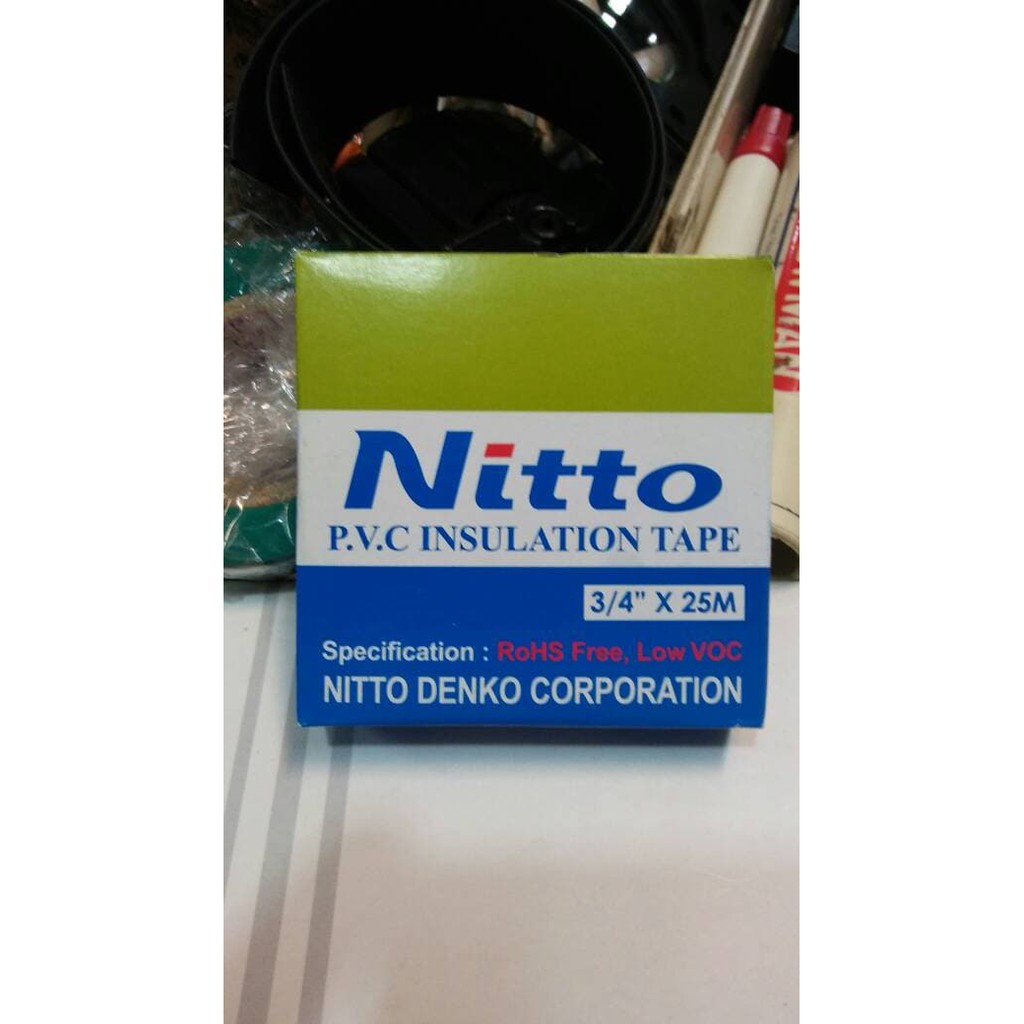 Nitto
P.V.C INSULATION TAPE
3/4" X 25M
Specification : RoHS Free, Low VOC
NITTO DENKO CORPORATION